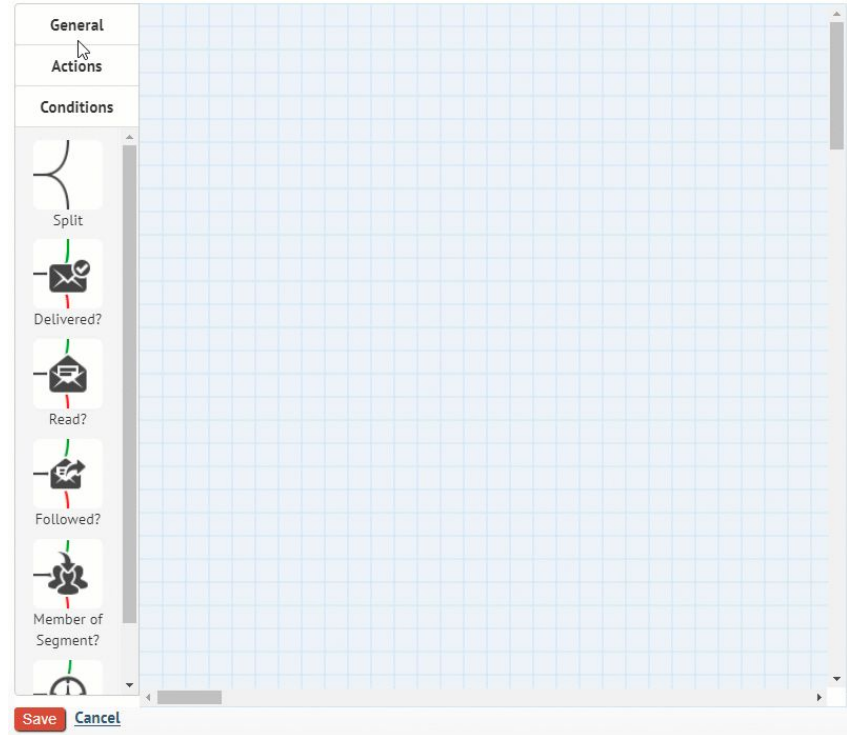 General
Actions
Conditions
Split
Delivered?
Read?
Followed?
Member of
Segment?
Save Cancel